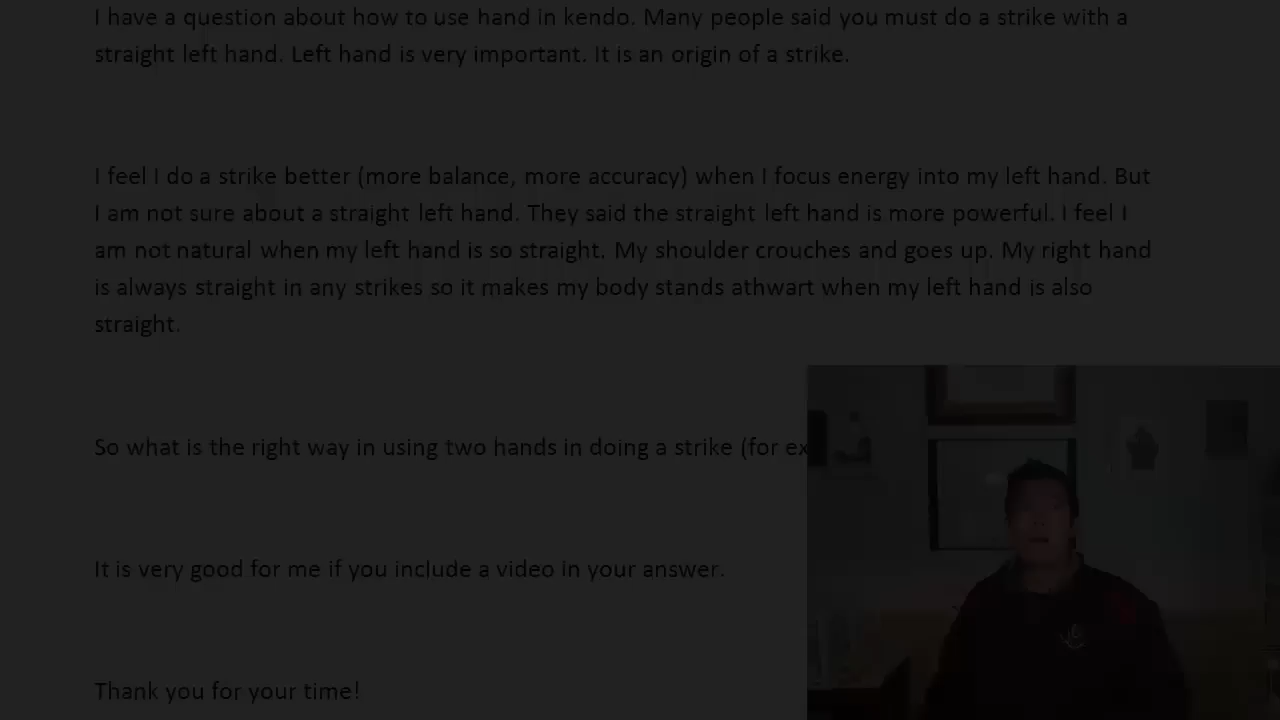 I have a question about how to use hand in kendo. Many people said you must do a strike with a
straight left hand. Left hand is very important. It is an origin of a strike.
I feel I do a strike better (more balance, more accuracy) when I focus energy into my left hand. But
I am not sure about a straight left hand. They said the straight left hand is more powerful. I feel I
am not natural when my left hand is so straight. My shoulder crouches and goes up. My right hand
is always straight in any strikes so it makes my body stands athwart when my left hand is also
straight.
So what is the right way in using two hands in doing a strike (for ex
It is very good for me if you include a video in your answer.
Thank you for your time!